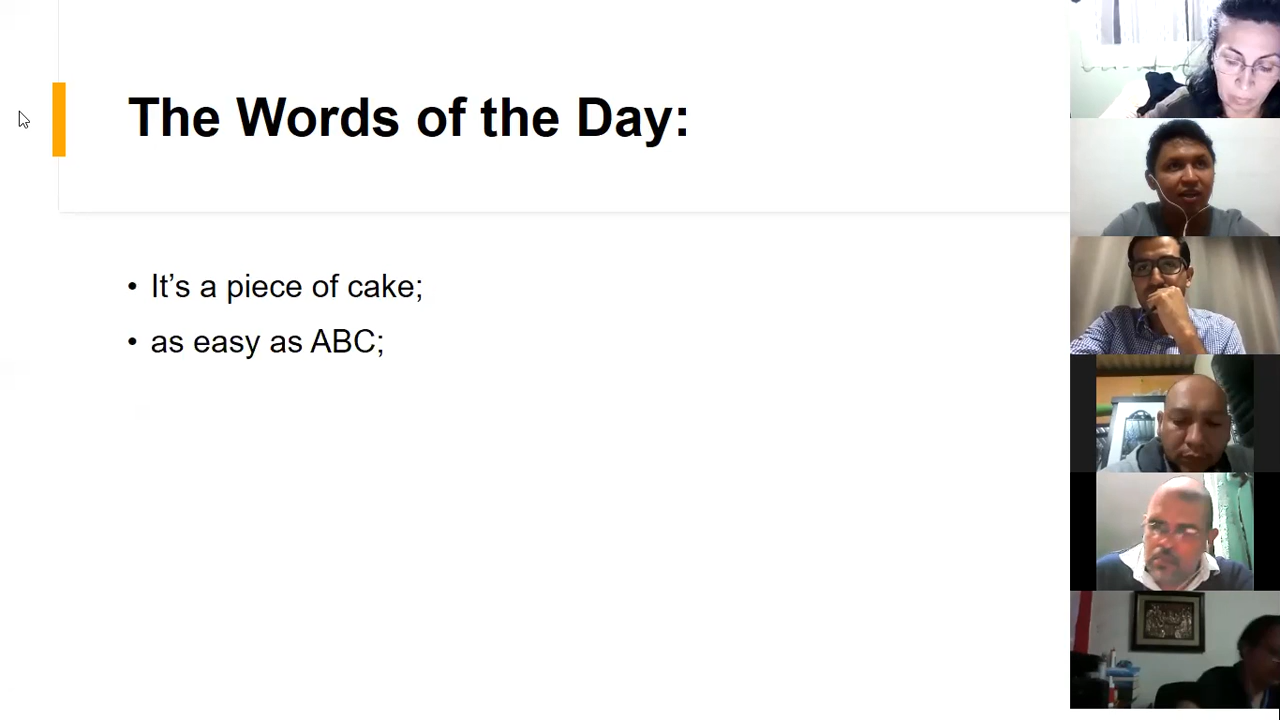 The Words of the Day:
• It’s a piece of cake;
• as easy as ABC;